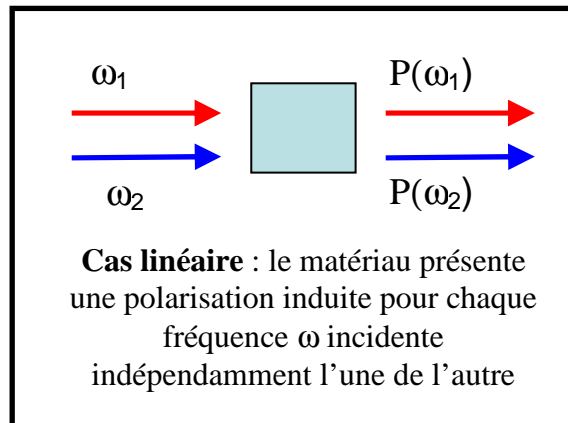 ω₁ P(ω₁)
ω₂ P(ω₂)
Cas linéaire : le matériau présente
une polarisation induite pour chaque
fréquence ω incidente
indépendamment l’une de l’autre